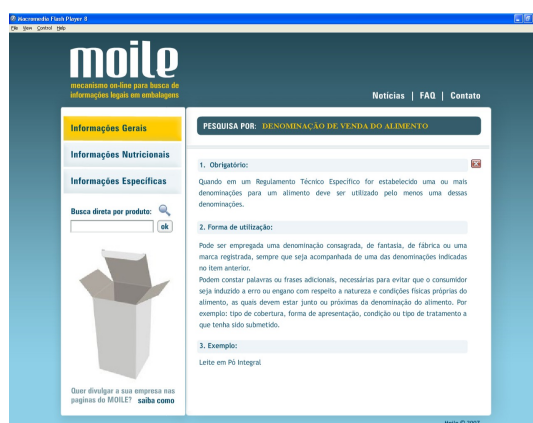 Macromedia Flash Player 8
File View Control Help
moile
mecanismo on-line para busca de
informações legais em embalagens
Notícias | FAQ | Contato
Informações Gerais
Informações Nutricionais
Informações Específicas
Busca direta por produto:
ok
Quer divulgar a sua empresa nas
paginas do MOILE? saiba como
PESQUISA POR: DENOMINAÇÃO DE VENDA DO ALIMENTO
1. Obrigatório:
Quando em um Regulamento Técnico Específico for estabelecido uma ou mais
denominações para um alimento deve ser utilizado pelo menos uma dessas
denominações.
2. Forma de utilização:
Pode ser empregada uma denominação consagrada, de fantasia, de fábrica ou uma
marca registrada, sempre que seja acompanhada de uma das denominações indicadas
no item anterior.
Podem constar palavras ou frases adicionais, necessárias para evitar que o consumidor
seja induzido a erro ou engano com respeito a natureza e condições físicas próprias do
alimento, as quais devem estar junto ou próximas da denominação do alimento. Por
exemplo: tipo de cobertura, forma de apresentação, condição ou tipo de tratamento a
que tenha sido submetido.
3. Exemplo:
Leite em Pó Integral